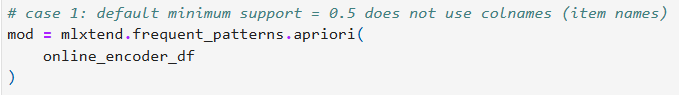 # case 1: default minimum support = 0.5 does not use colnames (item names)
mod = mlxtend.frequent_patterns.apriori(
    online_encoder_df
)